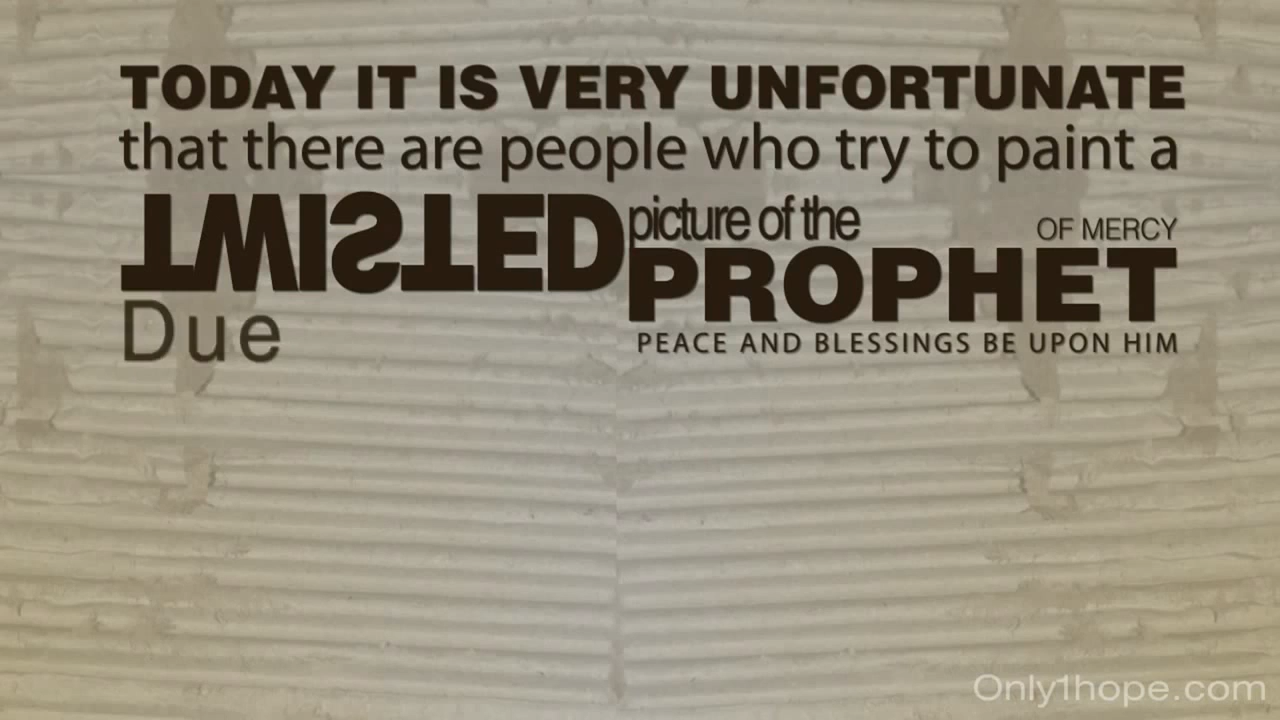 TODAY IT IS VERY UNFORTUNATE
that there are people who try to paint a
TWISTED
picture of the
PROPHET
OF MERCY
PEACE AND BLESSINGS BE UPON HIM
Due
Only1hope.com